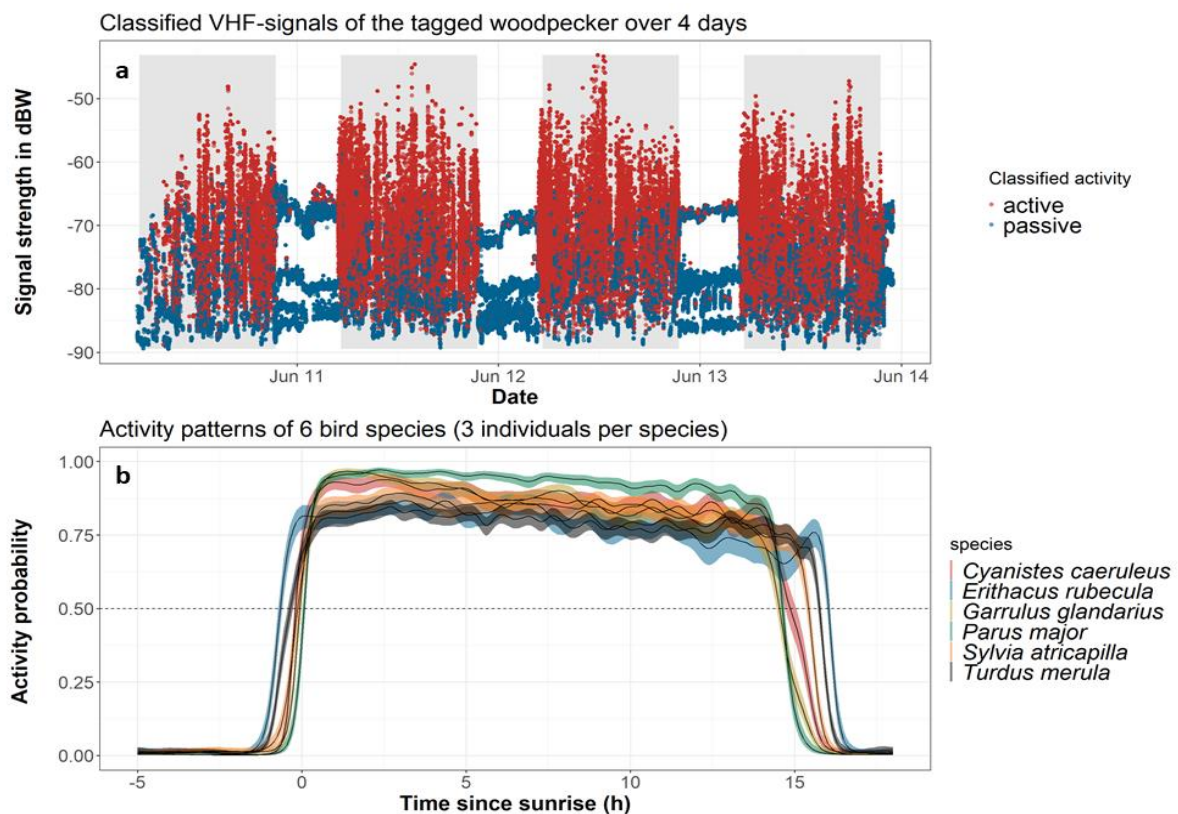 Classified VHF-signals of the tagged woodpecker over 4 days
a
Signal strength in dBW
-50
-60
-70
-80
-90
Jun 11
Jun 12
Jun 13
Jun 14
Date
Classified activity
active
passive
Activity patterns of 6 bird species (3 individuals per species)
b
Activity probability
1.00
0.75
0.50
0.25
0.00
-5
0
5
10
15
Time since sunrise (h)
species
Cyanistes caeruleus
Erithacus rubecula
Garrulus glandarius
Parus major
Sylvia atricapilla
Turdus merula